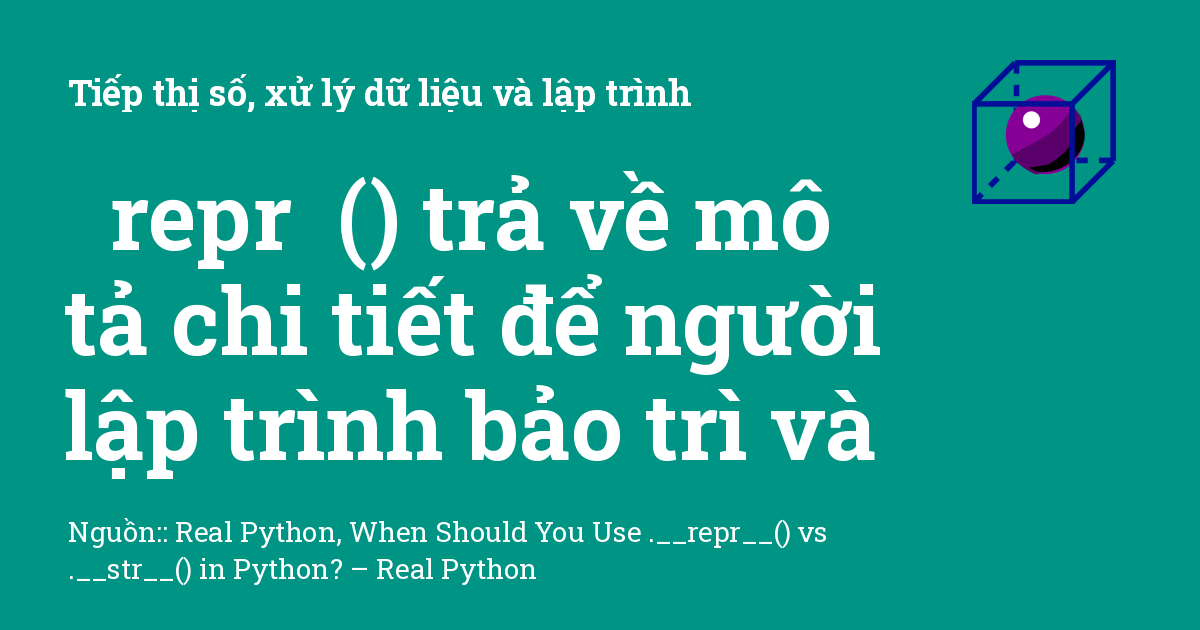 Tiếp thị số, xử lý dữ liệu và lập trình
repr () trả về mô
tả chi tiết để người
lập trình bảo trì và
Nguồn:: Real Python, When Should You Use .__repr__() vs
.__str__() in Python? – Real Python